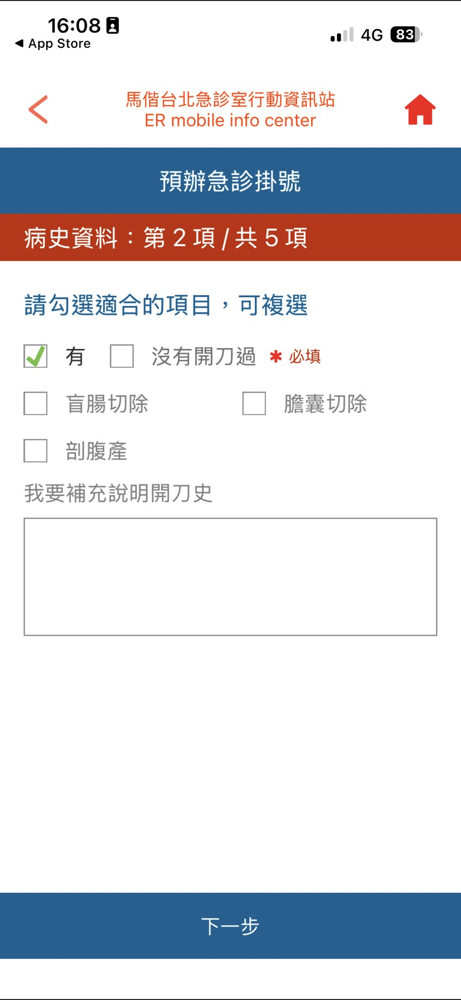 16:08
App Store
4G 83
馬偕台北急診室行動資訊站
ER mobile info center
預辦急診掛號
病史資料：第 2 項 / 共 5 項
請勾選適合的項目，可複選
有 沒有開刀過 * 必填
盲腸切除 膽囊切除
剖腹產
我要補充說明開刀史
下一步